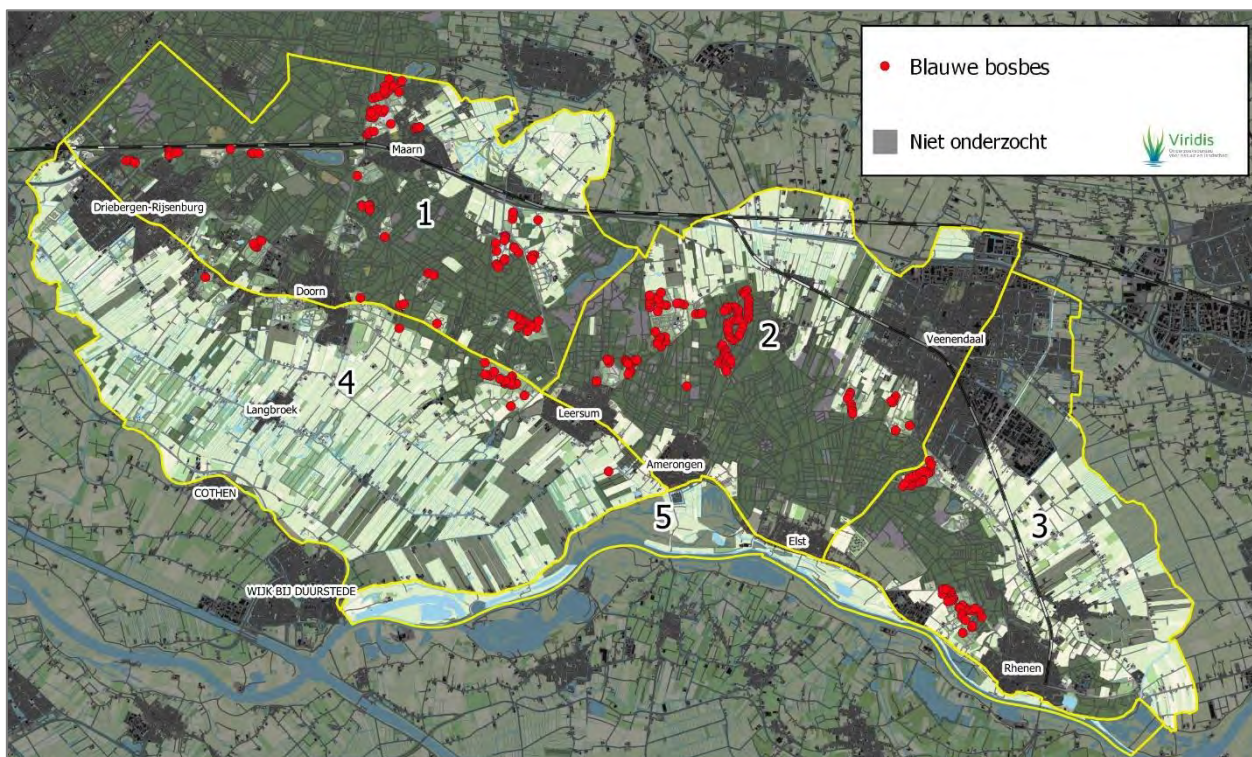 Blauwe bosbes
Niet onderzocht
Viridis
Maarn
1
Driebergen-Rijsenburg
Doorn
2
Veenendaal
4
Langbroek
Leersum
Amerongen
COTHEN
5
3
Elst
WIJK BIJ DUURSTEDE
Rhenen